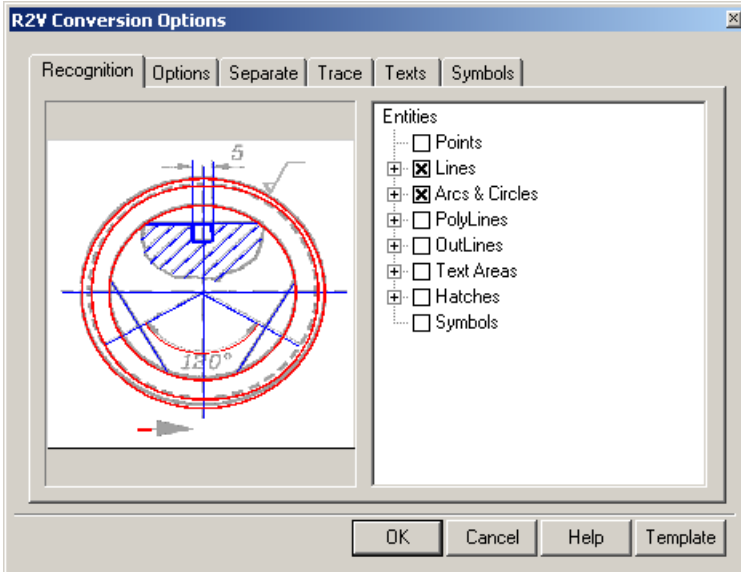 R2V Conversion Options
Recognition Options Separate Trace Texts Symbols
5
120°
Entities
Points
Lines
Arcs & Circles
PolyLines
OutLines
Text Areas
Hatches
Symbols
OK Cancel Help Template